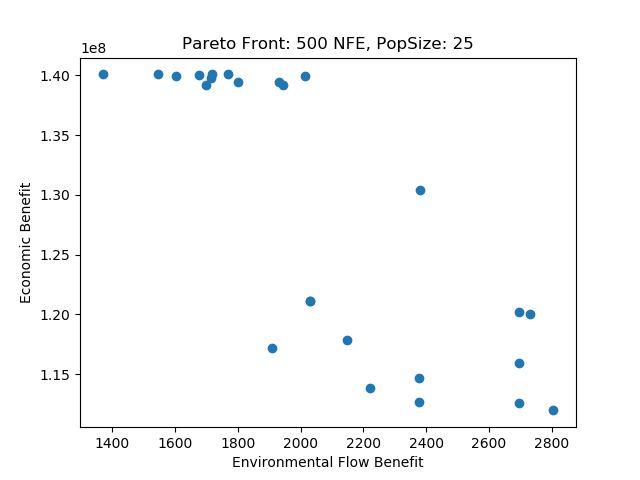 Pareto Front: 500 NFE, PopSize: 25
1e8
1.40
1.35
1.30
1.25
1.20
1.15
Economic Benefit
1400 1600 1800 2000 2200 2400 2600 2800
Environmental Flow Benefit